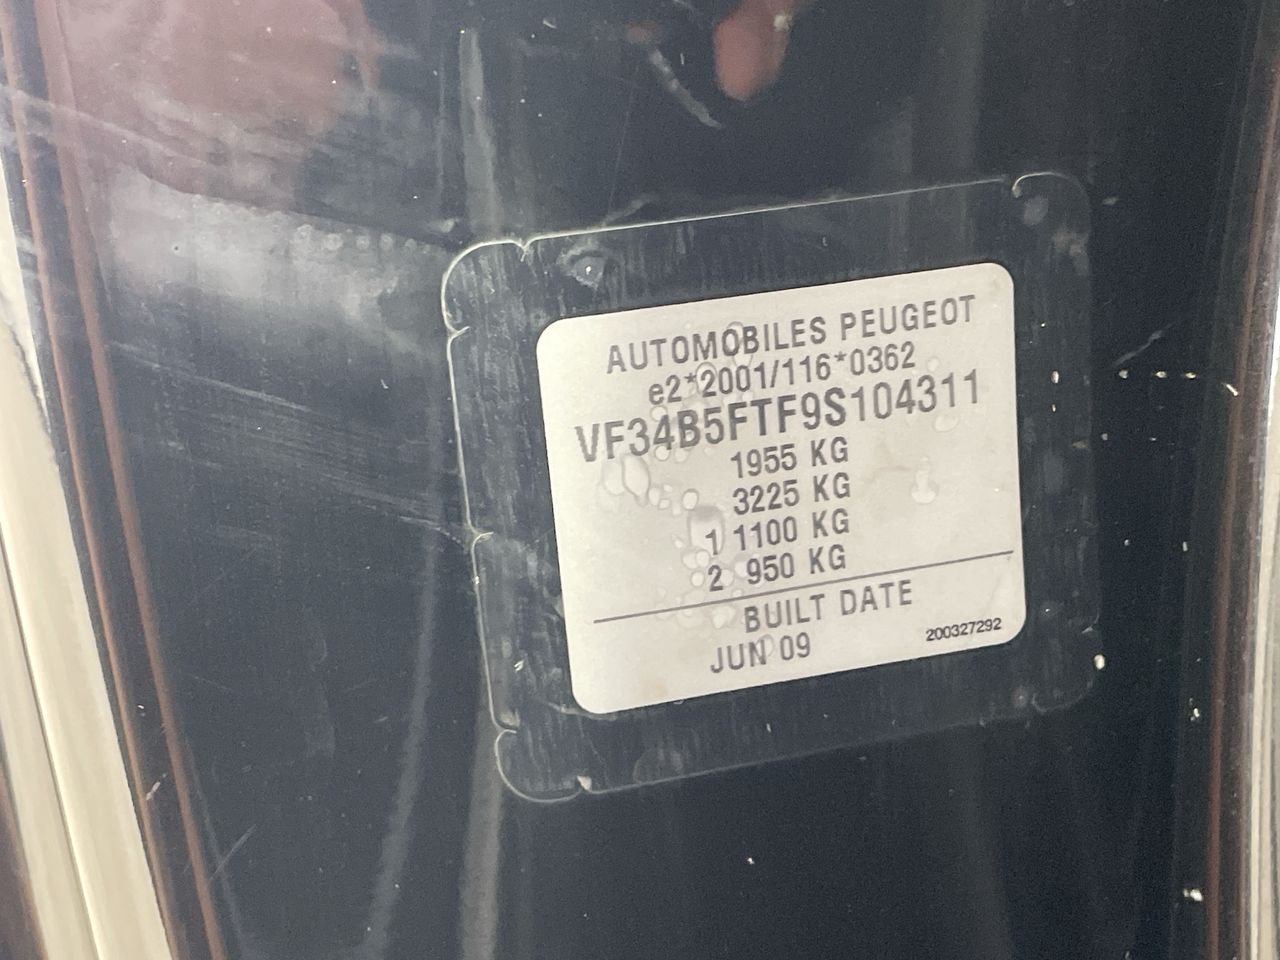 AUTOMOBILES PEUGEOT
e2*2001/116*0362
VF34B5FTF9S104311
1955 KG
3225 KG
1 1100 KG
2 950 KG
BUILT DATE
JUN 09
200327292